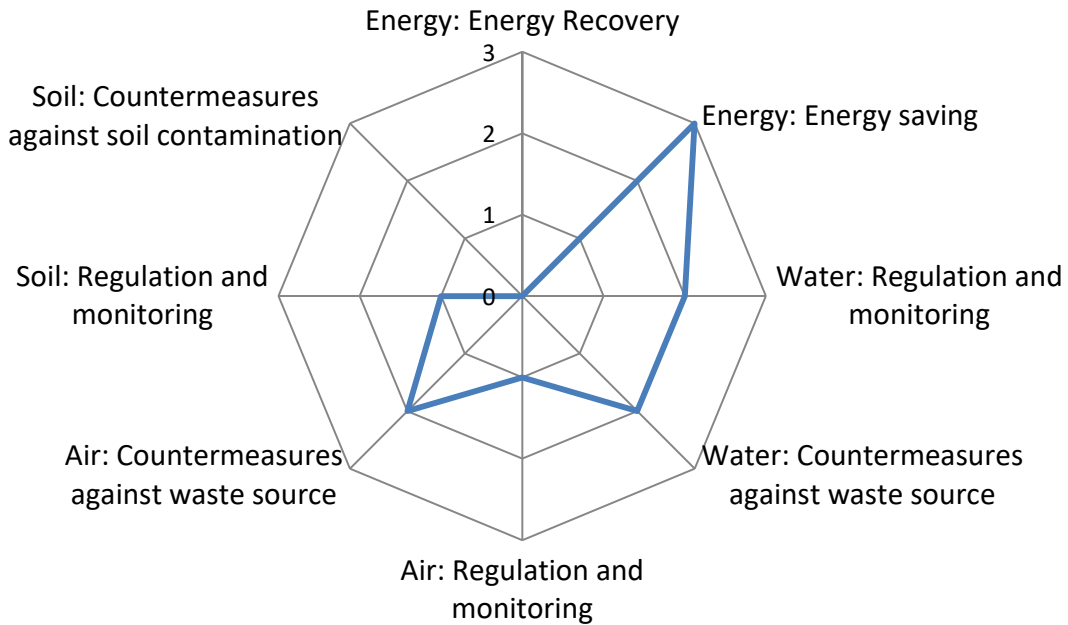 Energy: Energy Recovery
3
Soil: Countermeasures
against soil contamination
Energy: Energy saving
2
1
Soil: Regulation and
monitoring
0
Water: Regulation and
monitoring
Air: Countermeasures
against waste source
Water: Countermeasures
against waste source
Air: Regulation and
monitoring